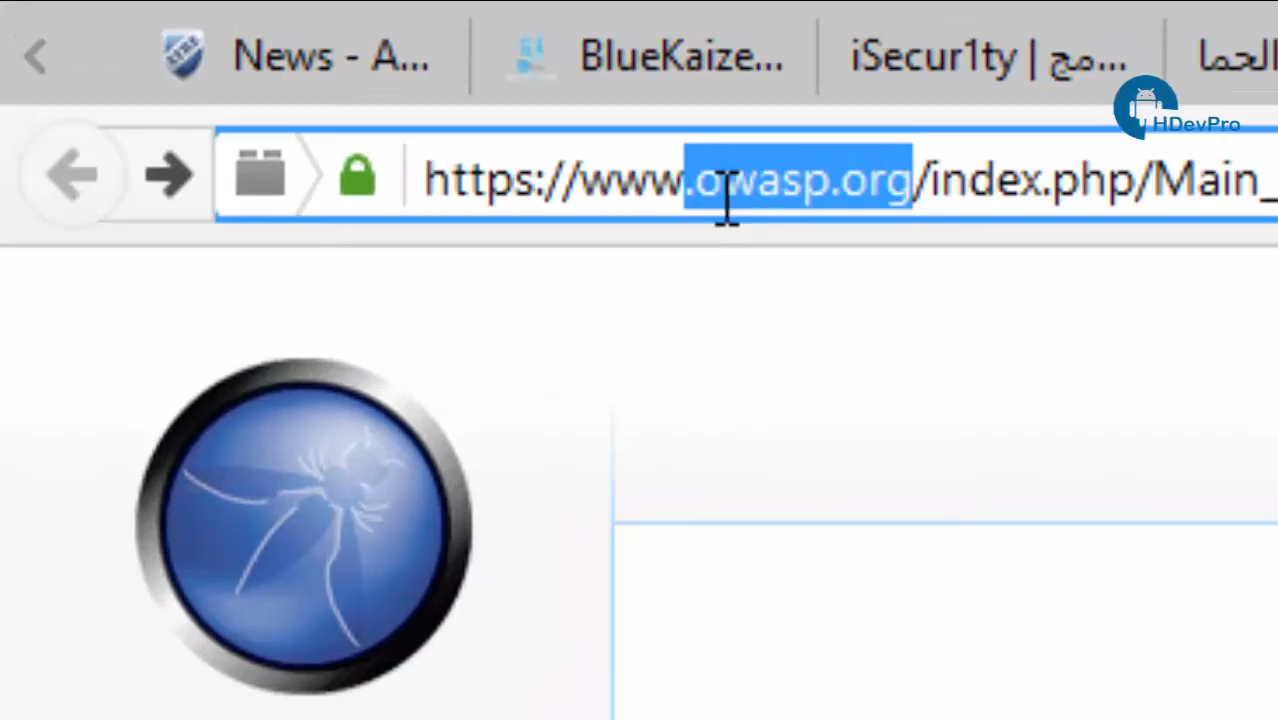 News - A...
BlueKaize...
iSecur1ty | مج...
الحما
HDevPro
https://www.owasp.org/index.php/Main_